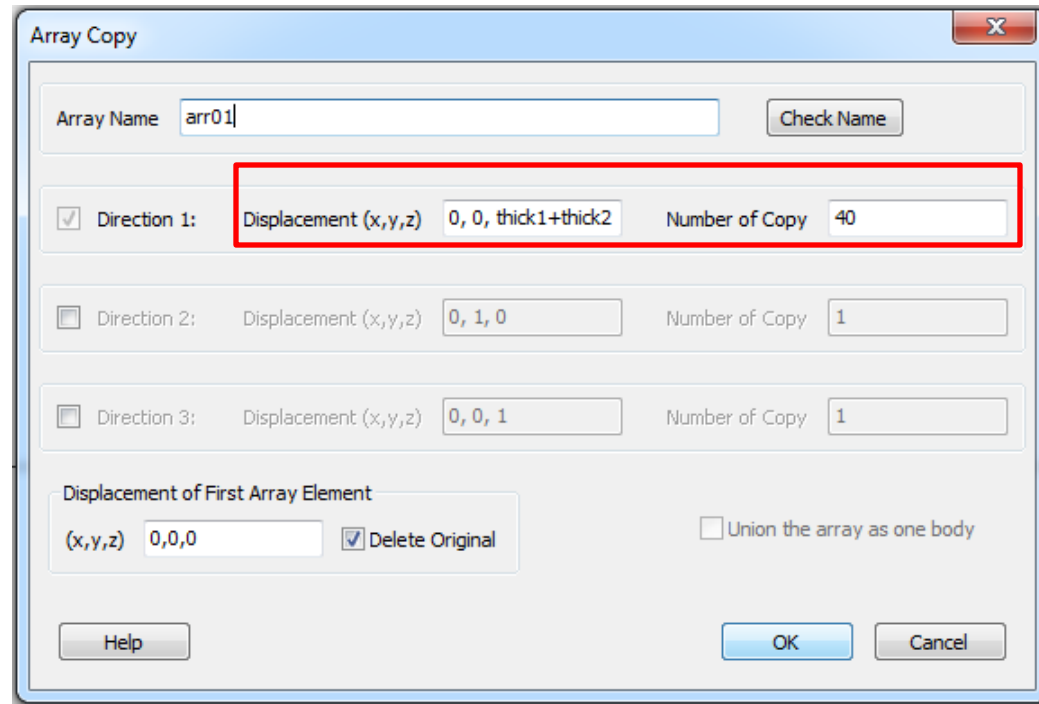 Array Copy
Array Name arr01 Check Name
Direction 1: Displacement (x,y,z) 0, 0, thick1+thick2 Number of Copy 40
Direction 2: Displacement (x,y,z) 0, 1, 0 Number of Copy 1
Direction 3: Displacement (x,y,z) 0, 0, 1 Number of Copy 1
Displacement of First Array Element
(x,y,z) 0,0,0 Delete Original Union the array as one body
Help OK Cancel